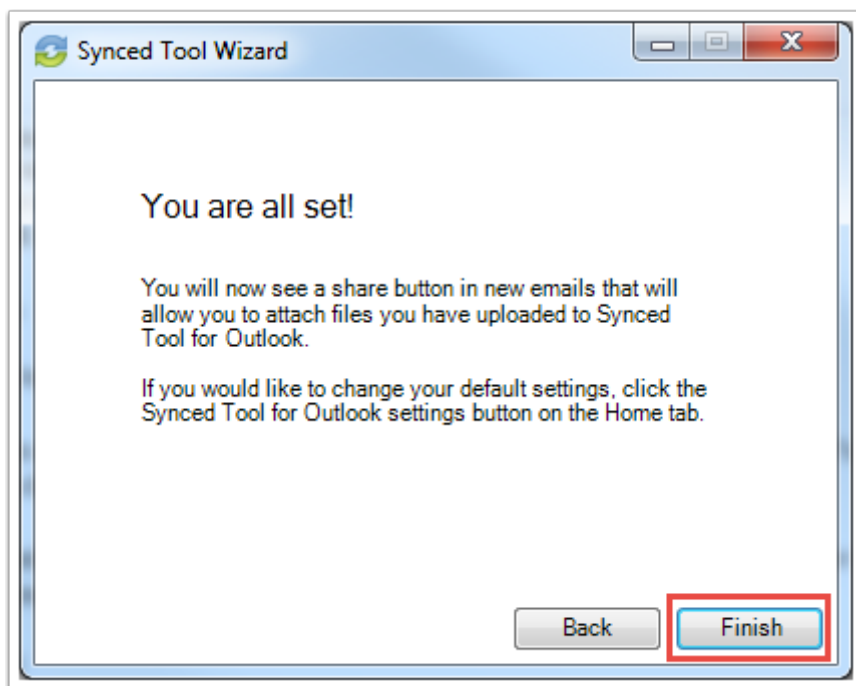 Synced Tool Wizard
You are all set!
You will now see a share button in new emails that will
allow you to attach files you have uploaded to Synced
Tool for Outlook.
If you would like to change your default settings, click the
Synced Tool for Outlook settings button on the Home tab.
Back Finish